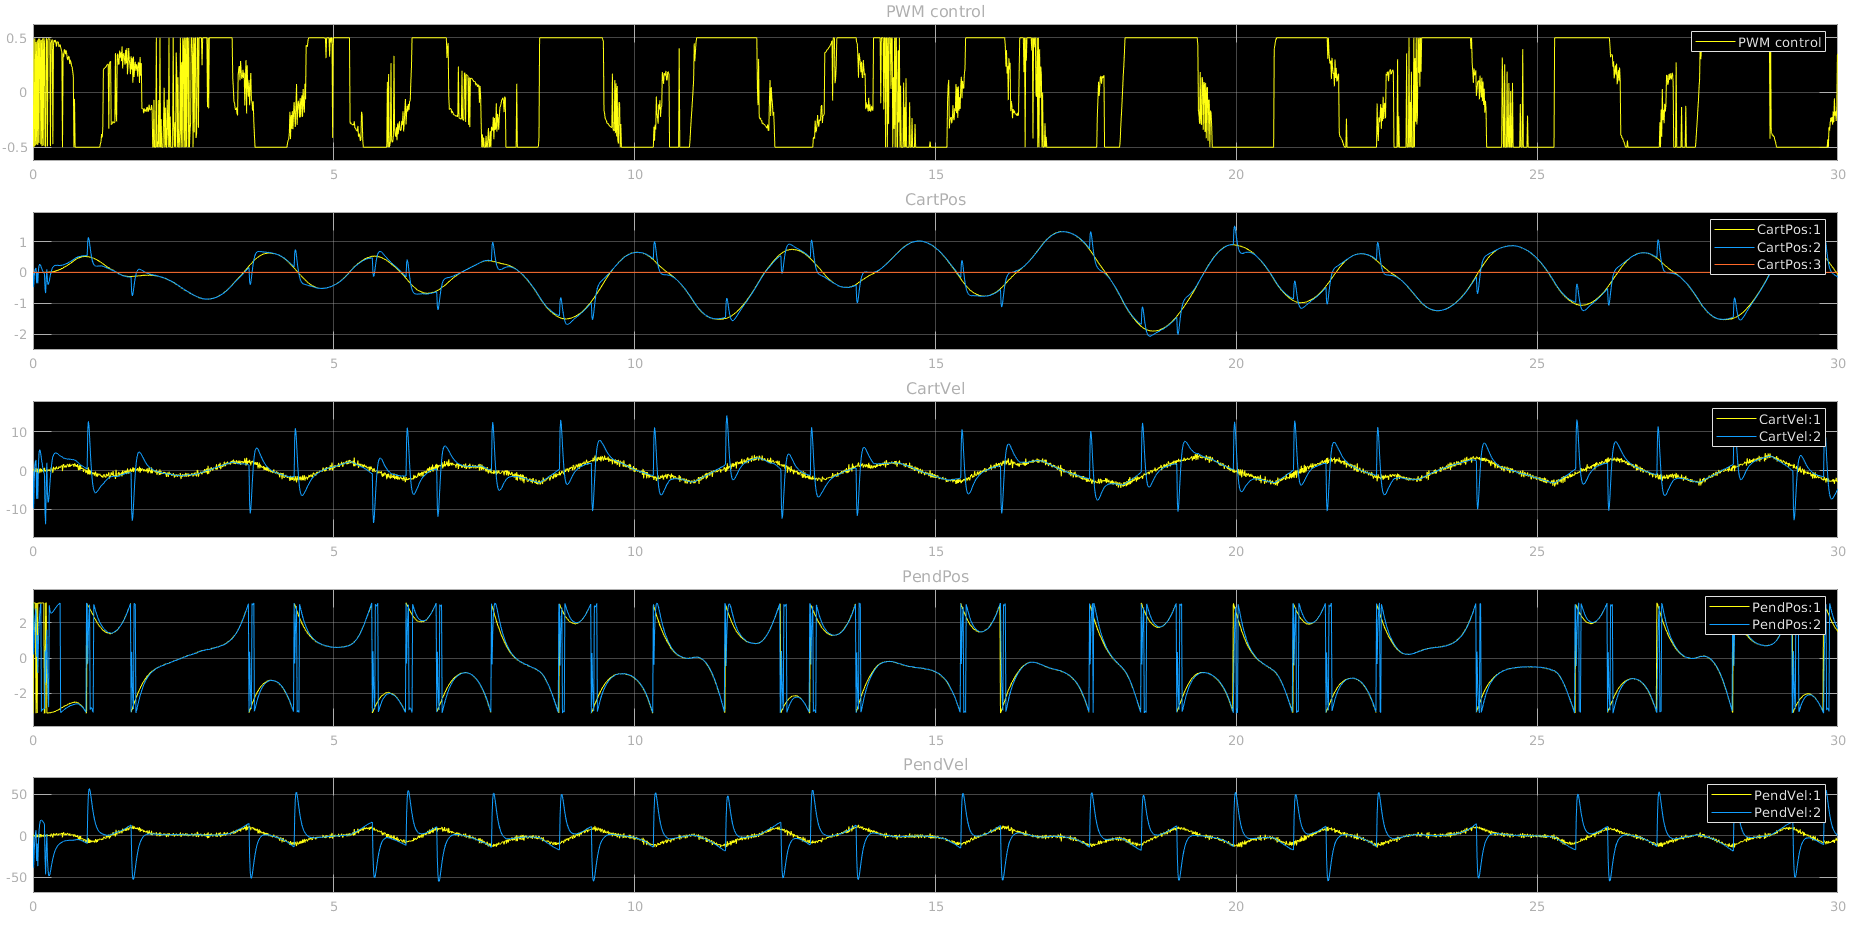 PWM control
0.5
0
-0.5
PWM control
0 5 10 15 20 25 30
CartPos
1
0
-1
-2
CartPos:1
CartPos:2
CartPos:3
0 5 10 15 20 25 30
CartVel
10
0
-10
CartVel:1
CartVel:2
0 5 10 15 20 25 30
PendPos
2
0
-2
PendPos:1
PendPos:2
0 5 10 15 20 25 30
PendVel
50
0
-50
PendVel:1
PendVel:2
0 5 10 15 20 25 30